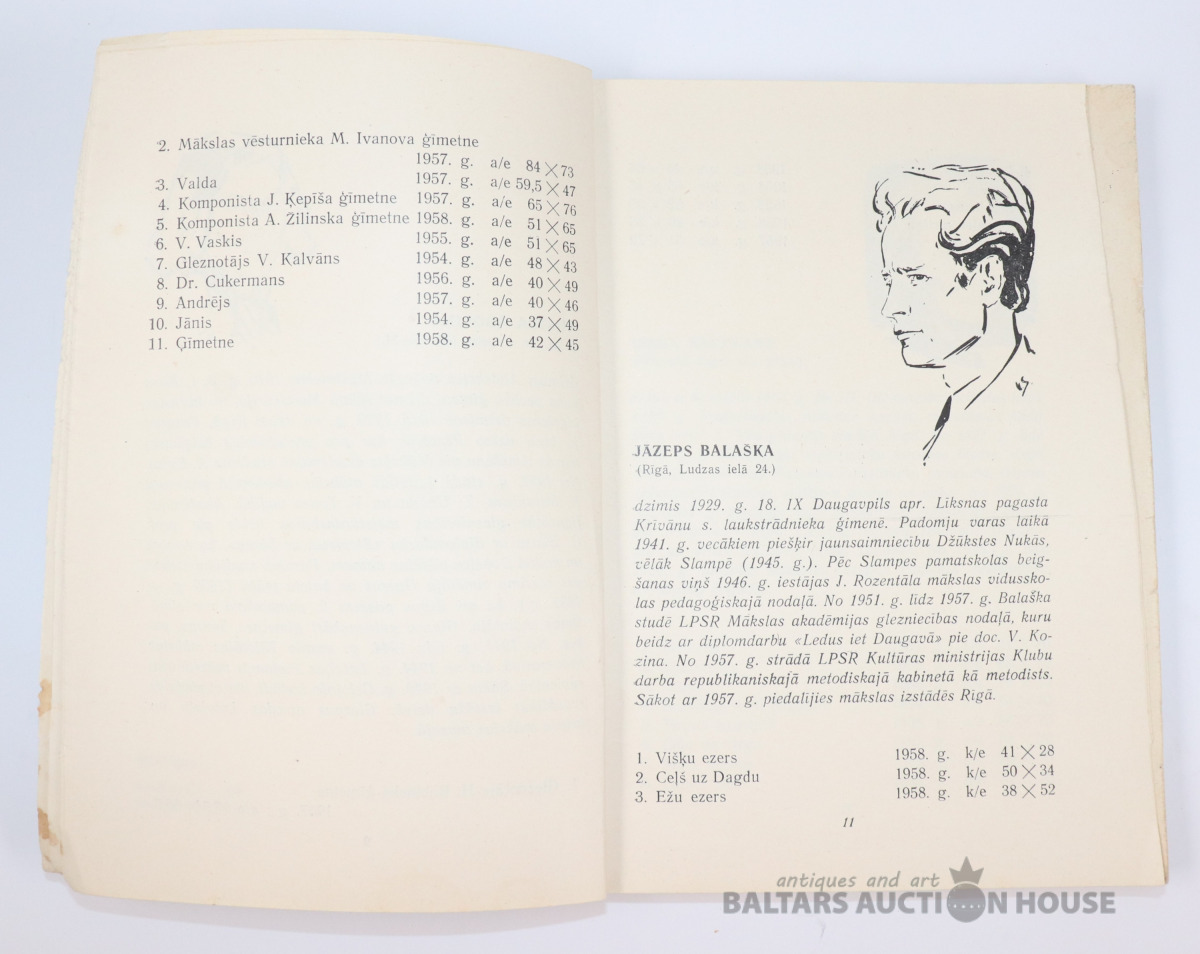 2. Mākslas vēsturnieka M. Ivanova ģīmetne
1957. g. a/e 84 × 73
3. Valda 1957. g. a/e 59,5 × 47
4. Komponista J. Ķepīša ģīmetne 1957. g. a/e 65 × 76
5. Komponista A. Žilinska ģīmetne 1958. g. a/e 51 × 65
6. V. Vaskis 1955. g. a/e 51 × 65
7. Gleznotājs V. Kalvāns 1954. g. a/e 48 × 43
8. Dr. Cukermans 1956. g. a/e 40 × 49
9. Andrējs 1957. g. a/e 40 × 46
10. Jānis 1954. g. a/e 37 × 49
11. Ģīmetne 1958. g. a/e 42 × 45
JĀZEPS BALAŠKA
(Rīgā, Ludzas ielā 24.)
dzimis 1929. g. 18. IX Daugavpils apr. Līksnas pagasta
Krivānu s. laukstrādnieka ģimenē. Padomju varas laikā
1941. g. vecākiem piešķir jaunsaimniecību Džūkstes Nukās,
vēlāk Slampē (1945. g.). Pēc Slampes pamatskolas beig-
šanas viņš 1946. g. iestājas J. Rozentāla mākslas vidussko-
las pedagoģiskajā nodaļā. No 1951. g. līdz 1957. g. Balaška
studē LPSR Mākslas akadēmijas glezniecības nodaļā, kuru
beidz ar diplomdarbu «Ledus iet Daugavā» pie doc. V. Ko-
zina. No 1957. g. strādā LPSR Kultūras ministrijas Klubu
darba republikaniskajā metodiskajā kabinetā kā metodists.
Sākot ar 1957. g. piedalījies mākslas izstādēs Rīgā.
1. Višķu ezers 1958. g. k/e 41 × 28
2. Ceļš uz Dagdu 1958. g. k/e 50 × 34
3. Ežu ezers 1958. g. k/e 38 × 52
11
antiques and art
BALTARS AUCTION HOUSE